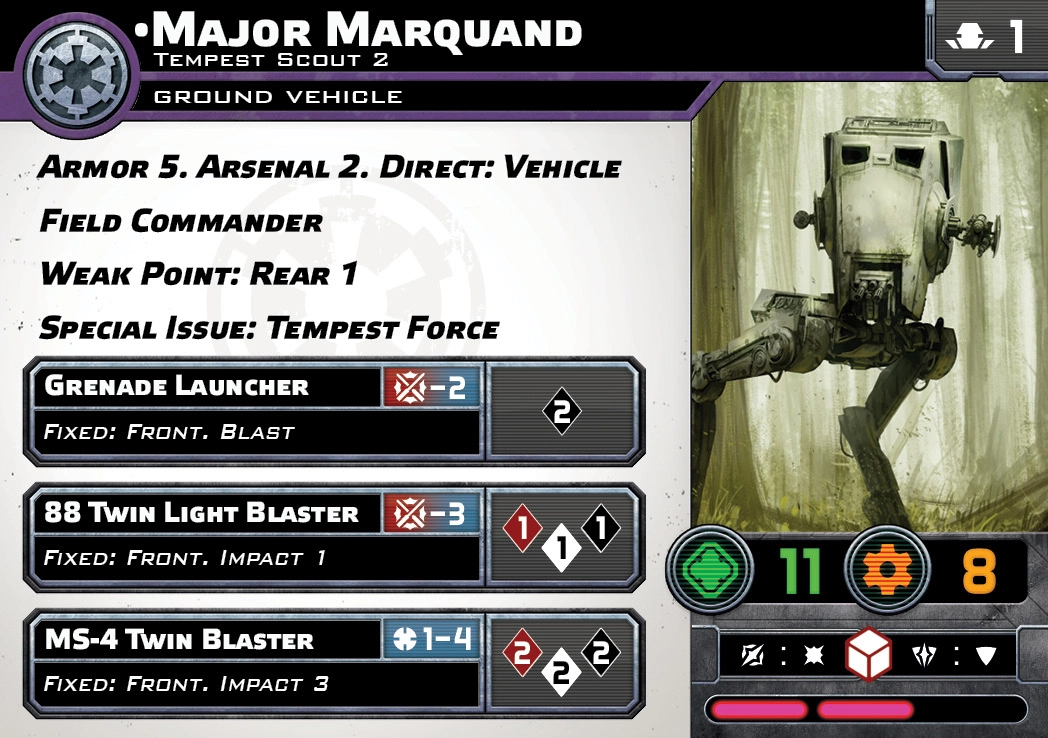 •Major Marquand
1
Tempest Scout 2
Ground Vehicle
Armor 5. Arsenal 2. Direct: Vehicle
Field Commander
Weak Point: Rear 1
Special Issue: Tempest Force
Grenade Launcher
-2
2
Fixed: Front. Blast
88 Twin Light Blaster
-3
1 1 1
Fixed: Front. Impact 1
MS-4 Twin Blaster
1-4
2 2 2
Fixed: Front. Impact 3
11
8
:
: